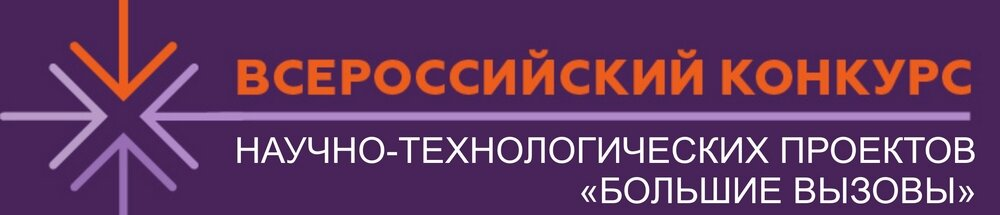 ВСЕРОССИЙСКИЙ КОНКУРС
НАУЧНО-ТЕХНОЛОГИЧЕСКИХ ПРОЕКТОВ
«БОЛЬШИЕ ВЫЗОВЫ»